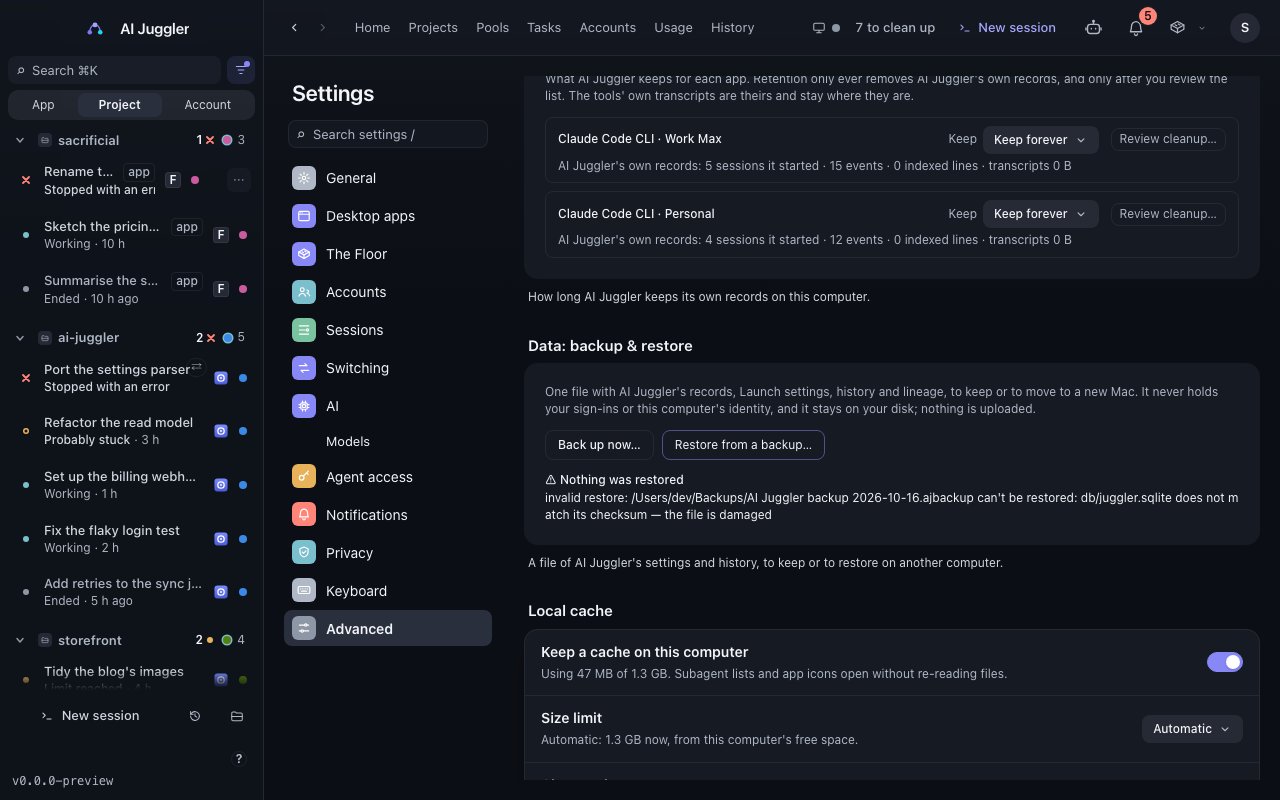 AI Juggler
Search ⌘K
App Project Account
sacrificial 1 3
Rename t... app F
Stopped with an err
Sketch the pricin... app F
Working · 10 h
Summarise the s... app F
Ended · 10 h ago
ai-juggler 2 5
Port the settings parser
Stopped with an error
Refactor the read model
Probably stuck · 3 h
Set up the billing webh...
Working · 1 h
Fix the flaky login test
Working · 2 h
Add retries to the sync j...
Ended · 5 h ago
storefront 2 4
Tidy the blog's images
New session
?
v0.0.0-preview
Home Projects Pools Tasks Accounts Usage History 7 to clean up New session 5 S
Settings
Search settings /
General
Desktop apps
The Floor
Accounts
Sessions
Switching
AI
Models
Agent access
Notifications
Privacy
Keyboard
Advanced
What AI Juggler keeps for each app. Retention only ever removes AI Juggler's own records, and only after you review the
list. The tools' own transcripts are theirs and stay where they are.
Claude Code CLI · Work Max Keep Keep forever Review cleanup...
AI Juggler's own records: 5 sessions it started · 15 events · 0 indexed lines · transcripts 0 B
Claude Code CLI · Personal Keep Keep forever Review cleanup...
AI Juggler's own records: 4 sessions it started · 12 events · 0 indexed lines · transcripts 0 B
How long AI Juggler keeps its own records on this computer.
Data: backup & restore
One file with AI Juggler's records, Launch settings, history and lineage, to keep or to move to a new Mac. It never holds
your sign-ins or this computer's identity, and it stays on your disk; nothing is uploaded.
Back up now... Restore from a backup...
Nothing was restored
invalid restore: /Users/dev/Backups/AI Juggler backup 2026-10-16.ajbackup can't be restored: db/juggler.sqlite does not m
atch its checksum — the file is damaged
A file of AI Juggler's settings and history, to keep or to restore on another computer.
Local cache
Keep a cache on this computer
Using 47 MB of 1.3 GB. Subagent lists and app icons open without re-reading files.
Size limit
Automatic: 1.3 GB now, from this computer's free space.
Automatic